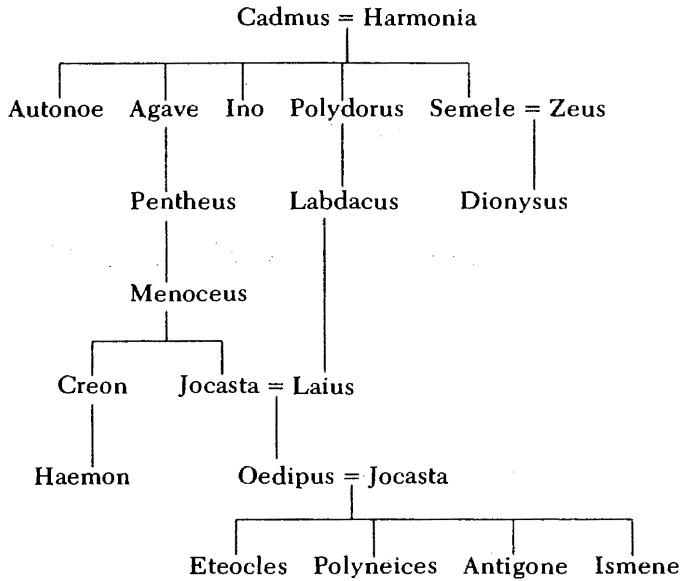 Cadmus = Harmonia
Autonoe Agave Ino Polydorus Semele = Zeus
Pentheus Labdacus Dionysus
Menoceus
Creon Jocasta = Laius
Haemon Oedipus = Jocasta
Eteocles Polyneices Antigone Ismene